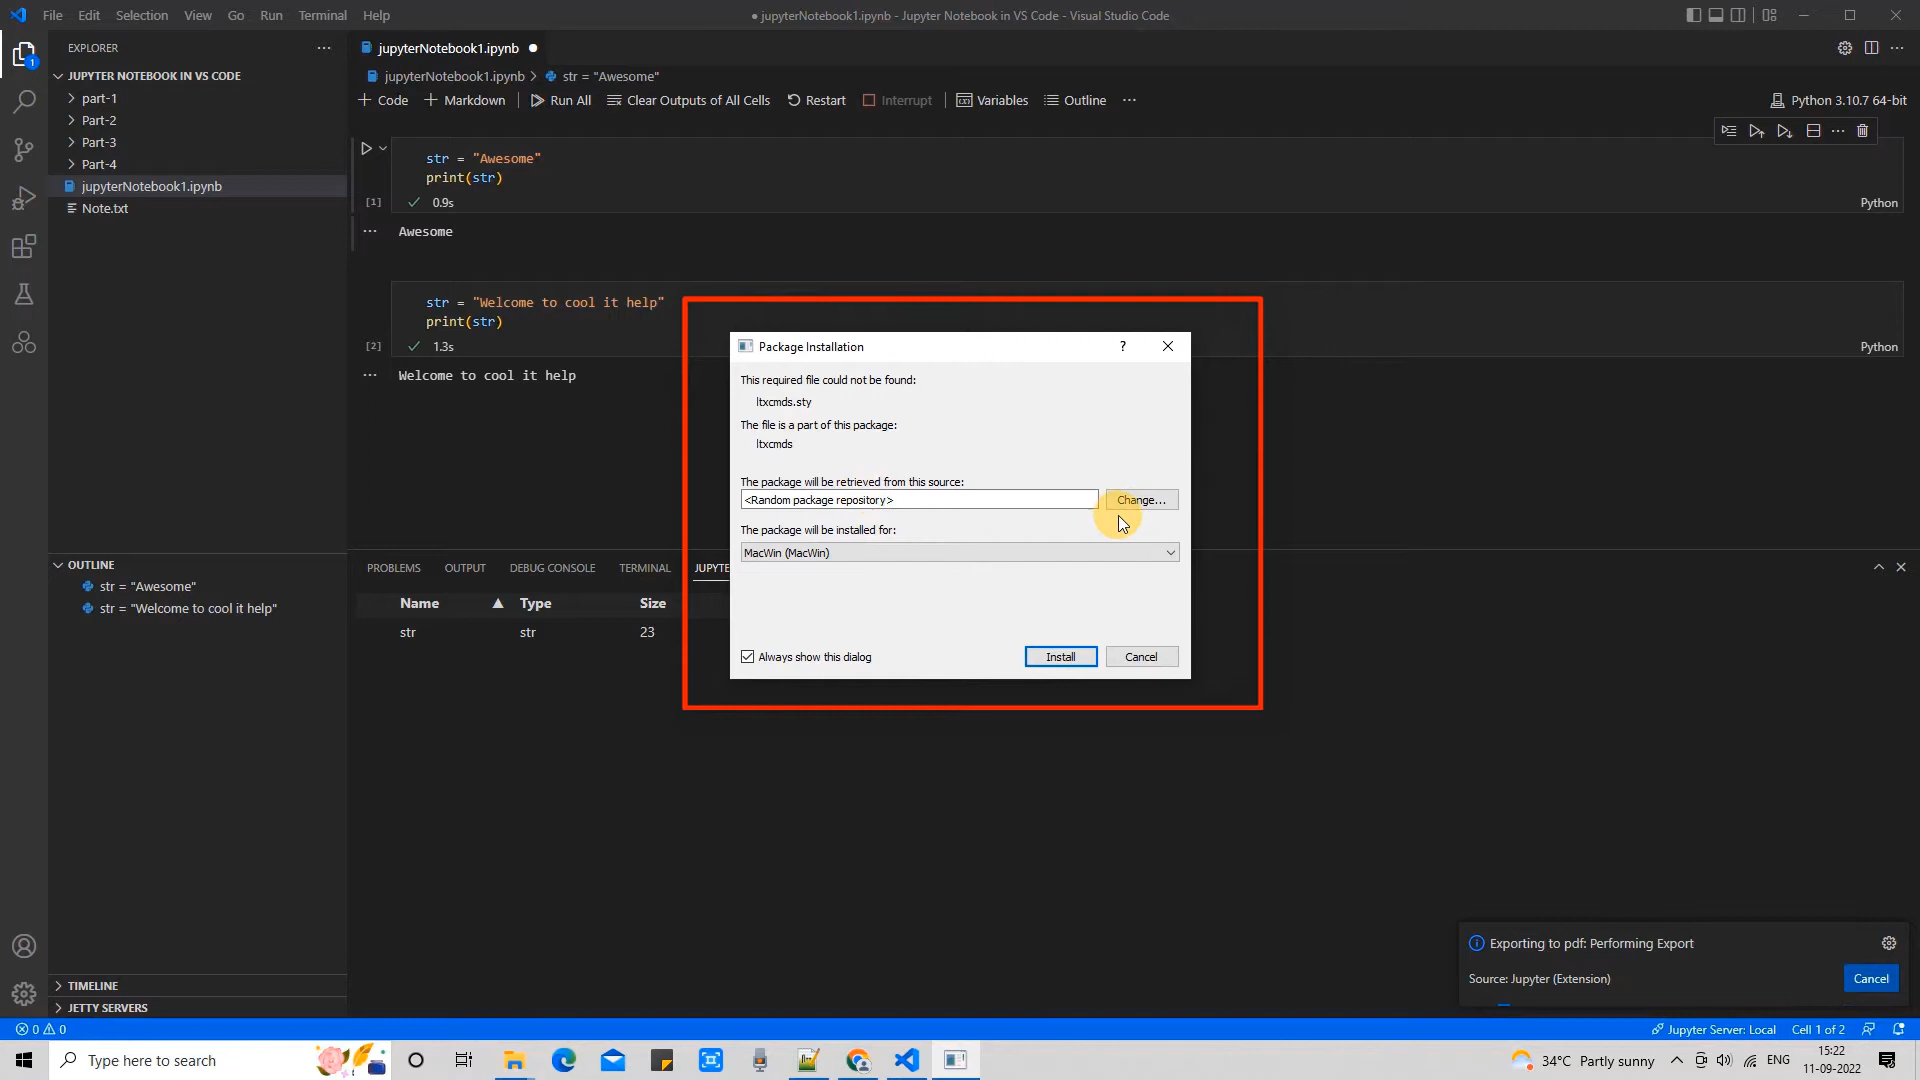 File Edit Selection View Go Run Terminal Help
● jupyterNotebook1.ipynb - Jupyter Notebook in VS Code - Visual Studio Code
EXPLORER
JUPYTER NOTEBOOK IN VS CODE
part-1
Part-2
Part-3
Part-4
jupyterNotebook1.ipynb
Note.txt
OUTLINE
str = "Awesome"
str = "Welcome to cool it help"
TIMELINE
JETTY SERVERS
jupyterNotebook1.ipynb
jupyterNotebook1.ipynb > str = "Awesome"
+ Code + Markdown Run All Clear Outputs of All Cells Restart Interrupt Variables Outline ...
Python 3.10.7 64-bit
str = "Awesome"
print(str)
[1] 0.9s
Python
Awesome
str = "Welcome to cool it help"
print(str)
[2] 1.3s
Python
Welcome to cool it help
Package Installation ?
This required file could not be found:
ltxcmds.sty
The file is a part of this package:
ltxcmds
The package will be retrieved from this source:
<Random package repository>
Change...
The package will be installed for:
MacWin (MacWin)
Always show this dialog
Install Cancel
PROBLEMS OUTPUT DEBUG CONSOLE TERMINAL JUPYTE
Name Type Size
str str 23
Exporting to pdf: Performing Export
Source: Jupyter (Extension)
Cancel
1
0 0
Jupyter Server: Local Cell 1 of 2
Type here to search
34°C Partly sunny
ENG
15:22
11-09-2022